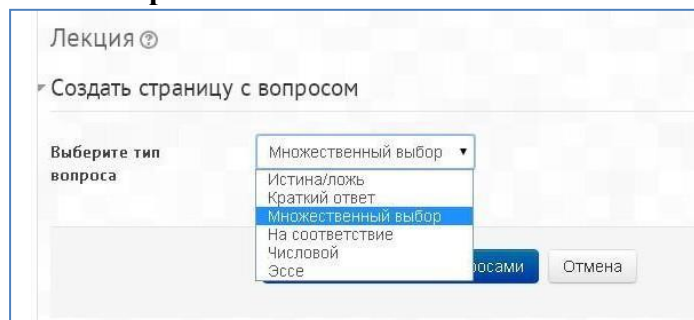 Лекция
Создать страницу с вопросом
Выберите тип
вопроса
Множественный выбор
Истина/ложь
Краткий ответ
Множественный выбор
На соответствие
Числовой
Эссе
Отмена